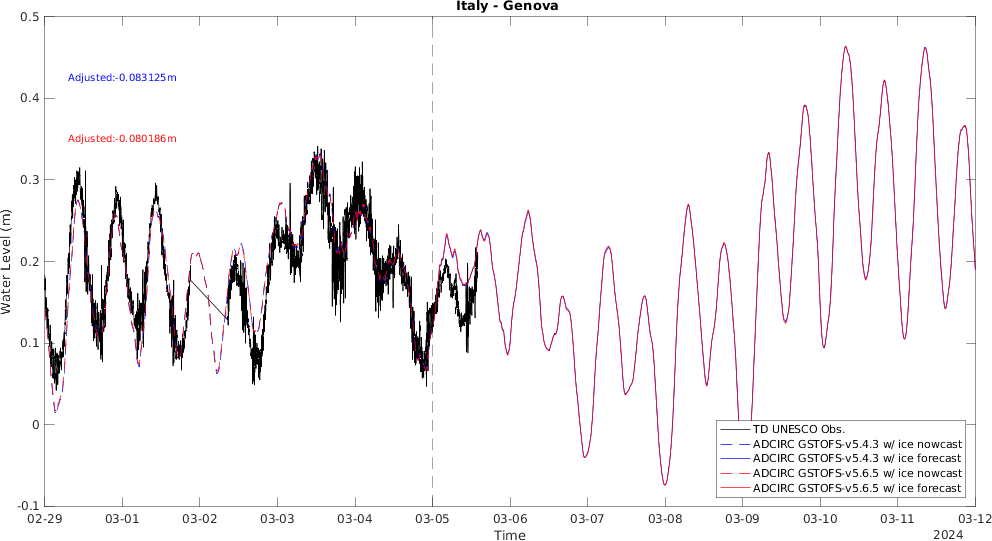 Italy - Genova
0.5
0.4
0.3
0.2
0.1
0
-0.1
Water Level (m)
Adjusted:-0.083125m
Adjusted:-0.080186m
TD UNESCO Obs.
ADCIRC GSTOFS-v5.4.3 w/ ice nowcast
ADCIRC GSTOFS-v5.4.3 w/ ice forecast
ADCIRC GSTOFS-v5.6.5 w/ ice nowcast
ADCIRC GSTOFS-v5.6.5 w/ ice forecast
02-29 03-01 03-02 03-03 03-04 03-05 03-06 03-07 03-08 03-09 03-10 03-11 03-12
Time
2024